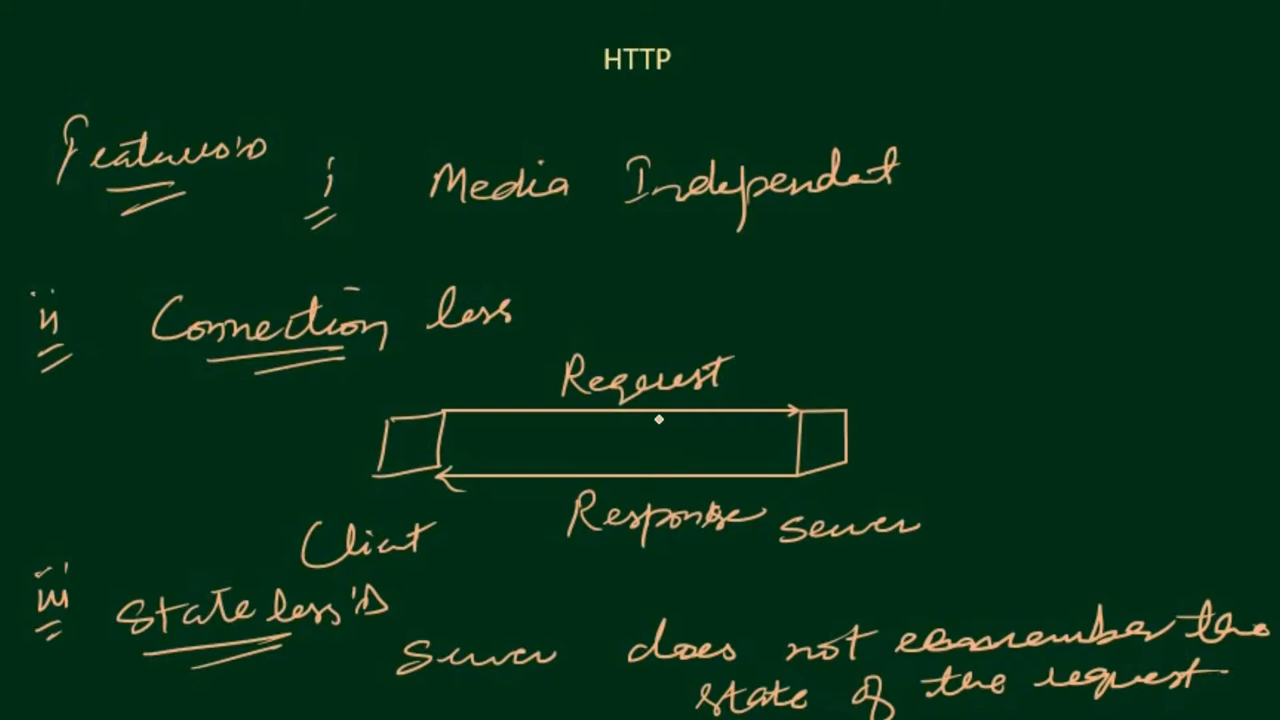 HTTP
Features:
i Media Independent
ii Connection less
Request
Response
Client
Server
iii State less:
Server does not remember the
state of the request